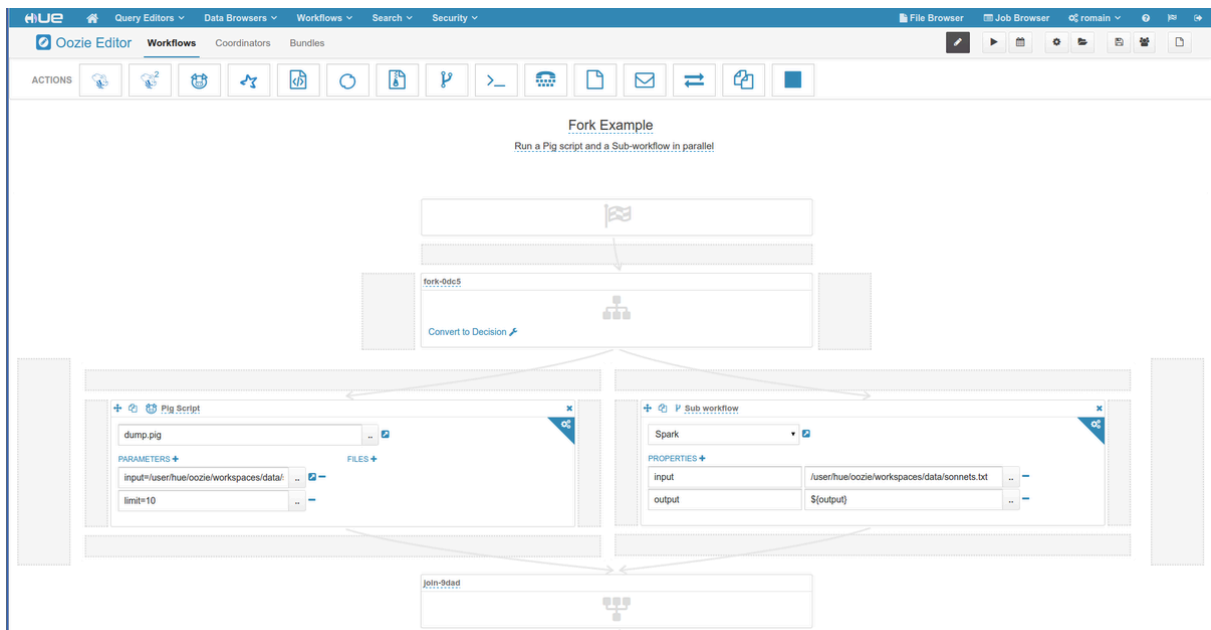 HUE Query Editors Data Browsers Workflows Search Security File Browser Job Browser romain
Oozie Editor Workflows Coordinators Bundles
ACTIONS
2
Fork Example
Run a Pig script and a Sub-workflow in parallel
fork-0dc5
Convert to Decision
Pig Script
dump.pig ..
PARAMETERS + FILES +
input=/user/hue/oozie/workspaces/data/ ..
limit=10 ..
Sub workflow
Spark
PROPERTIES +
input /user/hue/oozie/workspaces/data/sonnets.txt ..
output ${output} ..
join-9dad